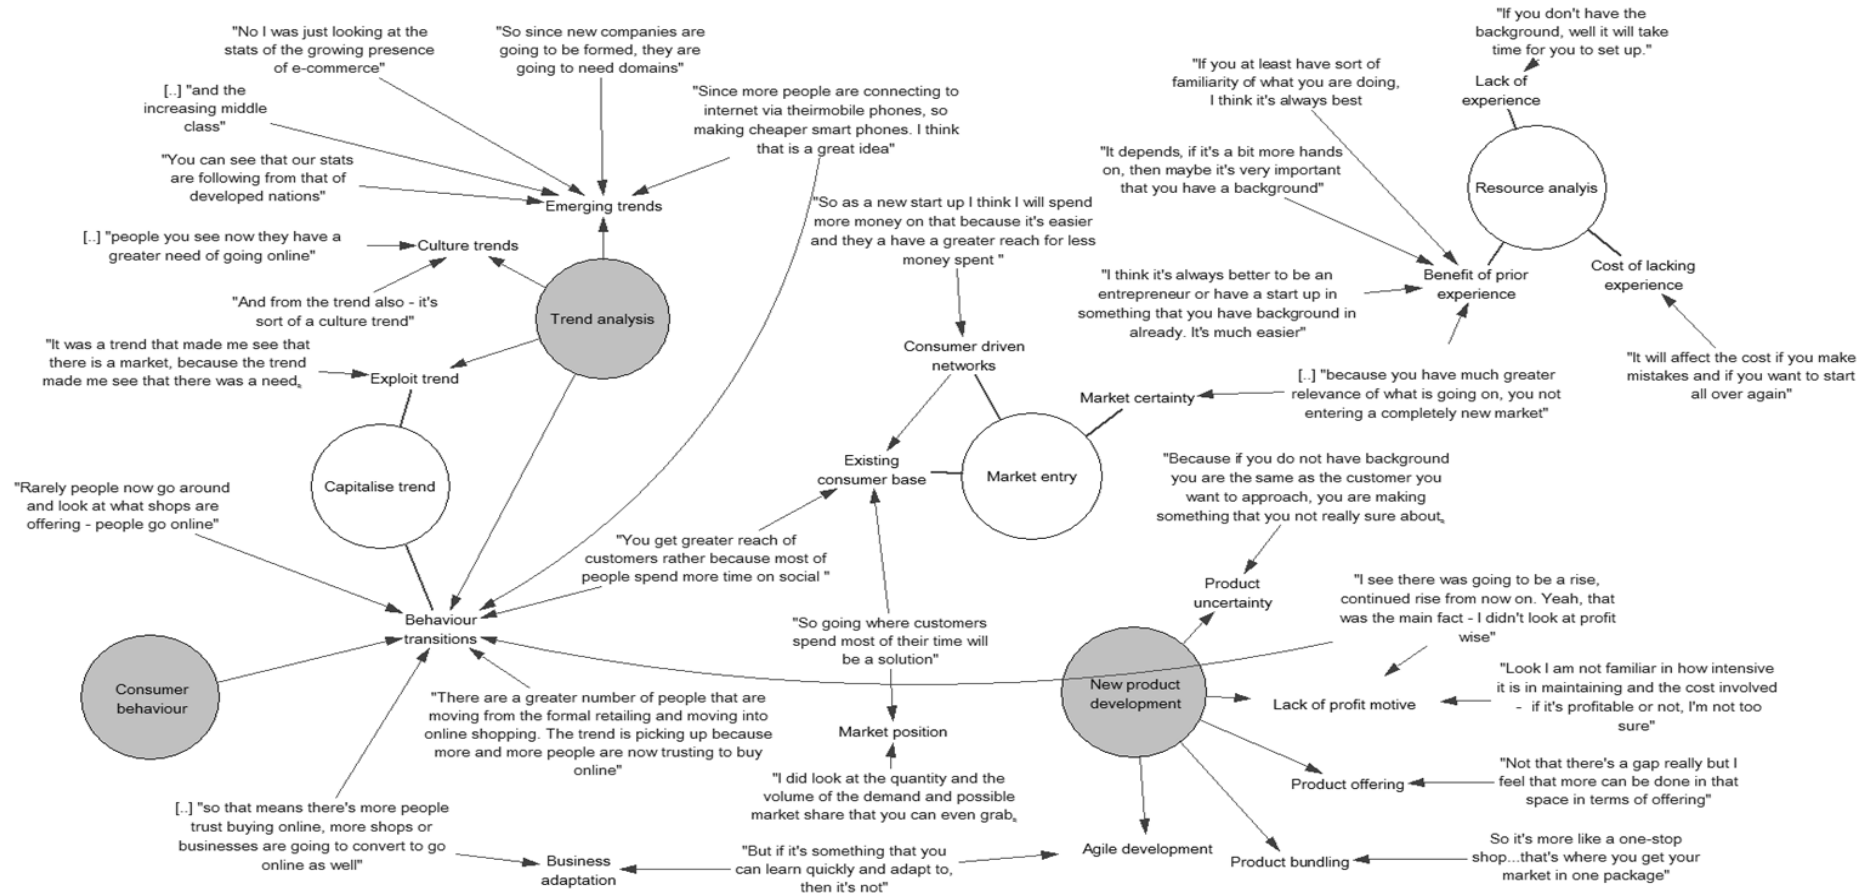 "No I was just looking at the
stats of the growing presence
of e-commerce"
"So since new companies are
going to be formed, they are
going to need domains"
[..] "and the
increasing middle
class"
"Since more people are connecting to
internet via theirmobile phones, so
making cheaper smart phones. I think
that is a great idea"
"You can see that our stats
are following from that of
developed nations"
Emerging trends
[..] "people you see now they have a
greater need of going online"
Culture trends
"And from the trend also - it's
sort of a culture trend"
Trend analysis
"It was a trend that made me see that
there is a market, because the trend
made me see that there was a need,
Exploit trend
Capitalise trend
"Rarely people now go around
and look at what shops are
offering - people go online"
Behaviour
transitions
Consumer
behaviour
"There are a greater number of people that are
moving from the formal retailing and moving into
online shopping. The trend is picking up because
more and more people are now trusting to buy
online"
[..] "so that means there's more people
trust buying online, more shops or
businesses are going to convert to go
online as well"
Business
adaptation
"But if it's something that you
can learn quickly and adapt to,
then it's not"
"So as a new start up I think I will spend
more money on that because it's easier
and they a have a greater reach for less
money spent "
Consumer driven
networks
Existing
consumer base
Market entry
Market certainty
"You get greater reach of
customers rather because most of
people spend more time on social "
"So going where customers
spend most of their time will
be a solution"
Market position
"I did look at the quantity and the
volume of the demand and possible
market share that you can even grab,
"If you don't have the
background, well it will take
time for you to set up."
Lack of
experience
"If you at least have sort of
familiarity of what you are doing,
I think it's always best
"It depends, if it's a bit more hands
on, then maybe it's very important
that you have a background"
Resource analyis
"I think it's always better to be an
entrepreneur or have a start up in
something that you have background in
already. It's much easier"
Benefit of prior
experience
Cost of lacking
experience
"It will affect the cost if you make
mistakes and if you want to start
all over again"
[..] "because you have much greater
relevance of what is going on, you not
entering a completely new market"
"Because if you do not have background
you are the same as the customer you
want to approach, you are making
something that you not really sure about,
Product
uncertainty
"I see there was going to be a rise,
continued rise from now on. Yeah, that
was the main fact - I didn't look at profit
wise"
New product
development
Lack of profit motive
"Look I am not familiar in how intensive
it is in maintaining and the cost involved
- if it's profitable or not, I'm not too
sure"
Product offering
"Not that there's a gap really but I
feel that more can be done in that
space in terms of offering"
Agile development
Product bundling
So it's more like a one-stop
shop...that's where you get your
market in one package"